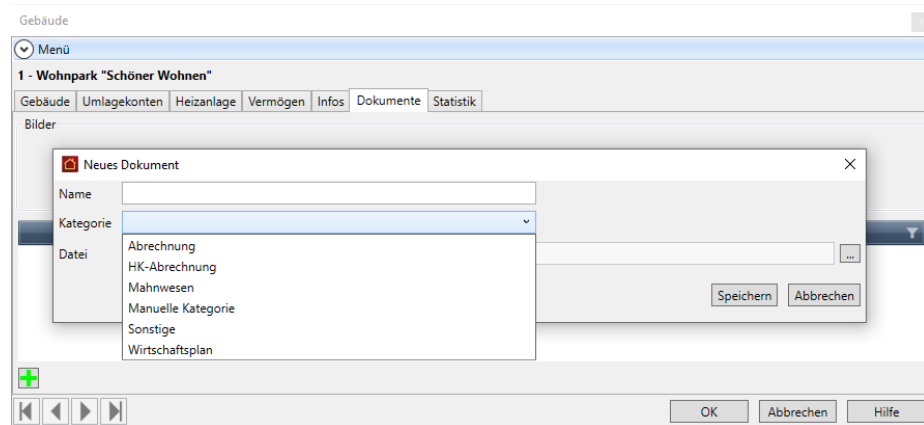 Gebäude
Menü
1 - Wohnpark "Schöner Wohnen"
Gebäude Umlagekonten Heizanlage Vermögen Infos Dokumente Statistik
Bilder
Neues Dokument
Name
Kategorie
Datei
...
Abrechnung
HK-Abrechnung
Mahnwesen
Manuelle Kategorie
Sonstige
Wirtschaftsplan
Speichern Abbrechen
OK Abbrechen Hilfe